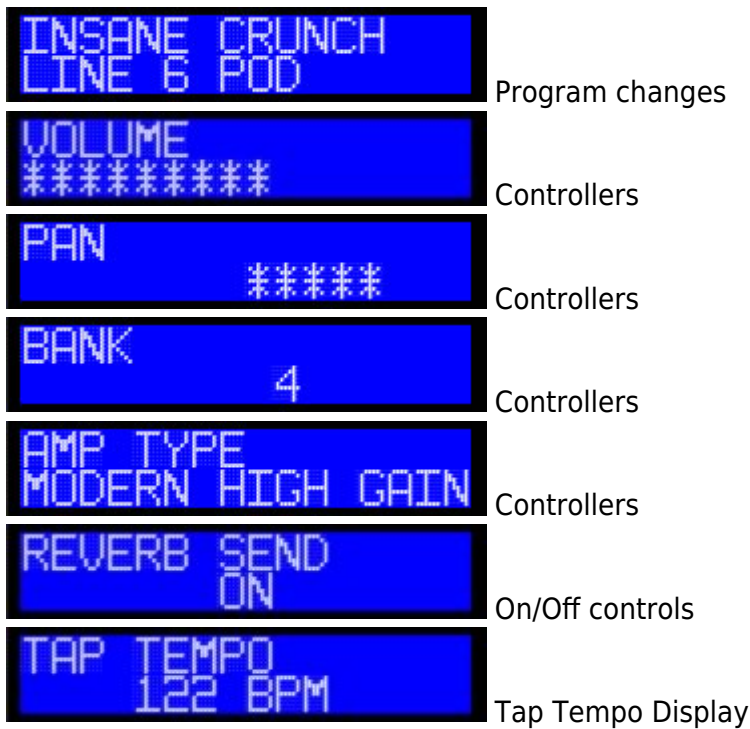 INSANE CRUNCH
LINE 6 POD
Program changes
VOLUME
*********
Controllers
PAN
*****
Controllers
BANK
4
Controllers
AMP TYPE
MODERN HIGH GAIN
Controllers
REVERB SEND
ON
On/Off controls
TAP TEMPO
122 BPM
Tap Tempo Display